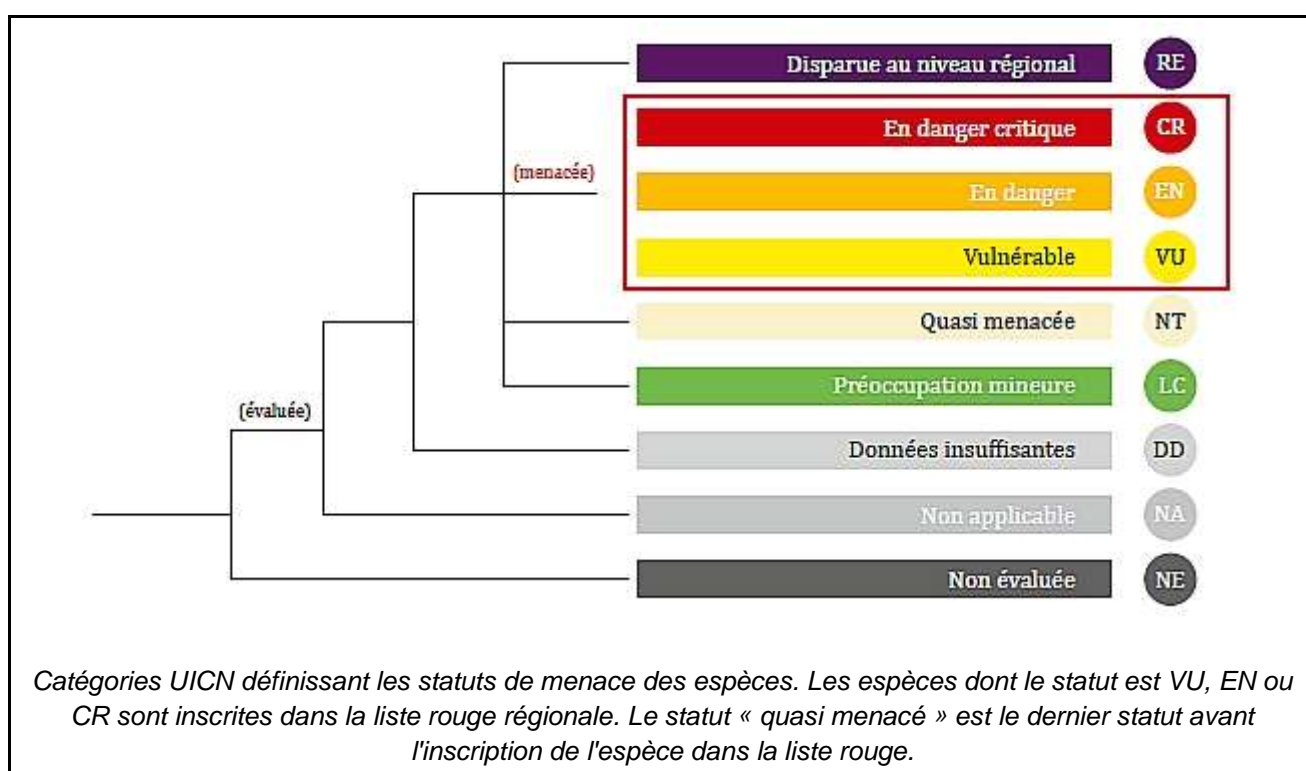 Disparue au niveau régional RE
En danger critique CR
(menacée)
En danger EN
Vulnérable VU
Quasi menacée NT
Préoccupation mineure LC
(évaluée)
Données insuffisantes DD
Non applicable NA
Non évaluée NE
Catégories UICN définissant les statuts de menace des espèces. Les espèces dont le statut est VU, EN ou
CR sont inscrites dans la liste rouge régionale. Le statut « quasi menacé » est le dernier statut avant
l'inscription de l'espèce dans la liste rouge.